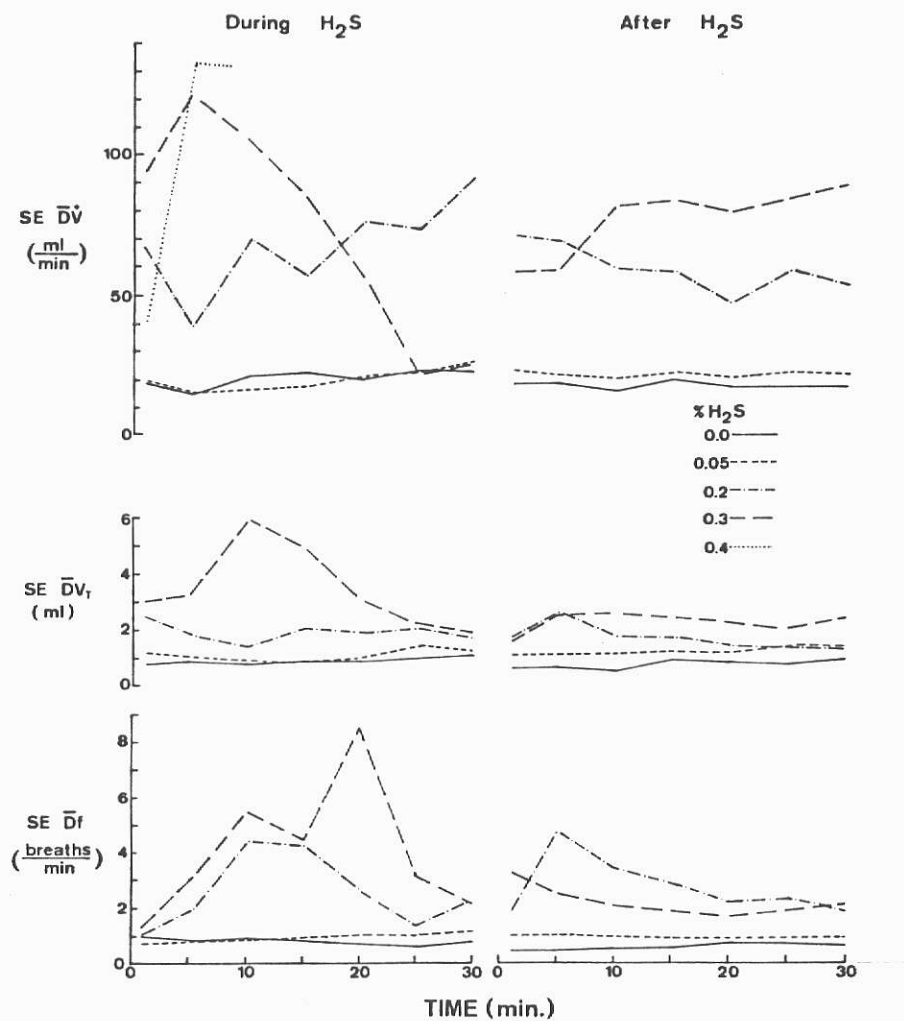 During H₂S
After H₂S
SE D̅V̇
(ml/min)
100
50
0
% H₂S
0.0
0.05
0.2
0.3
0.4
SE D̅V_T
(ml)
6
4
2
0
SE D̅f
(breaths/min)
8
6
4
2
0
0 10 20 30
0 10 20 30
TIME (min.)